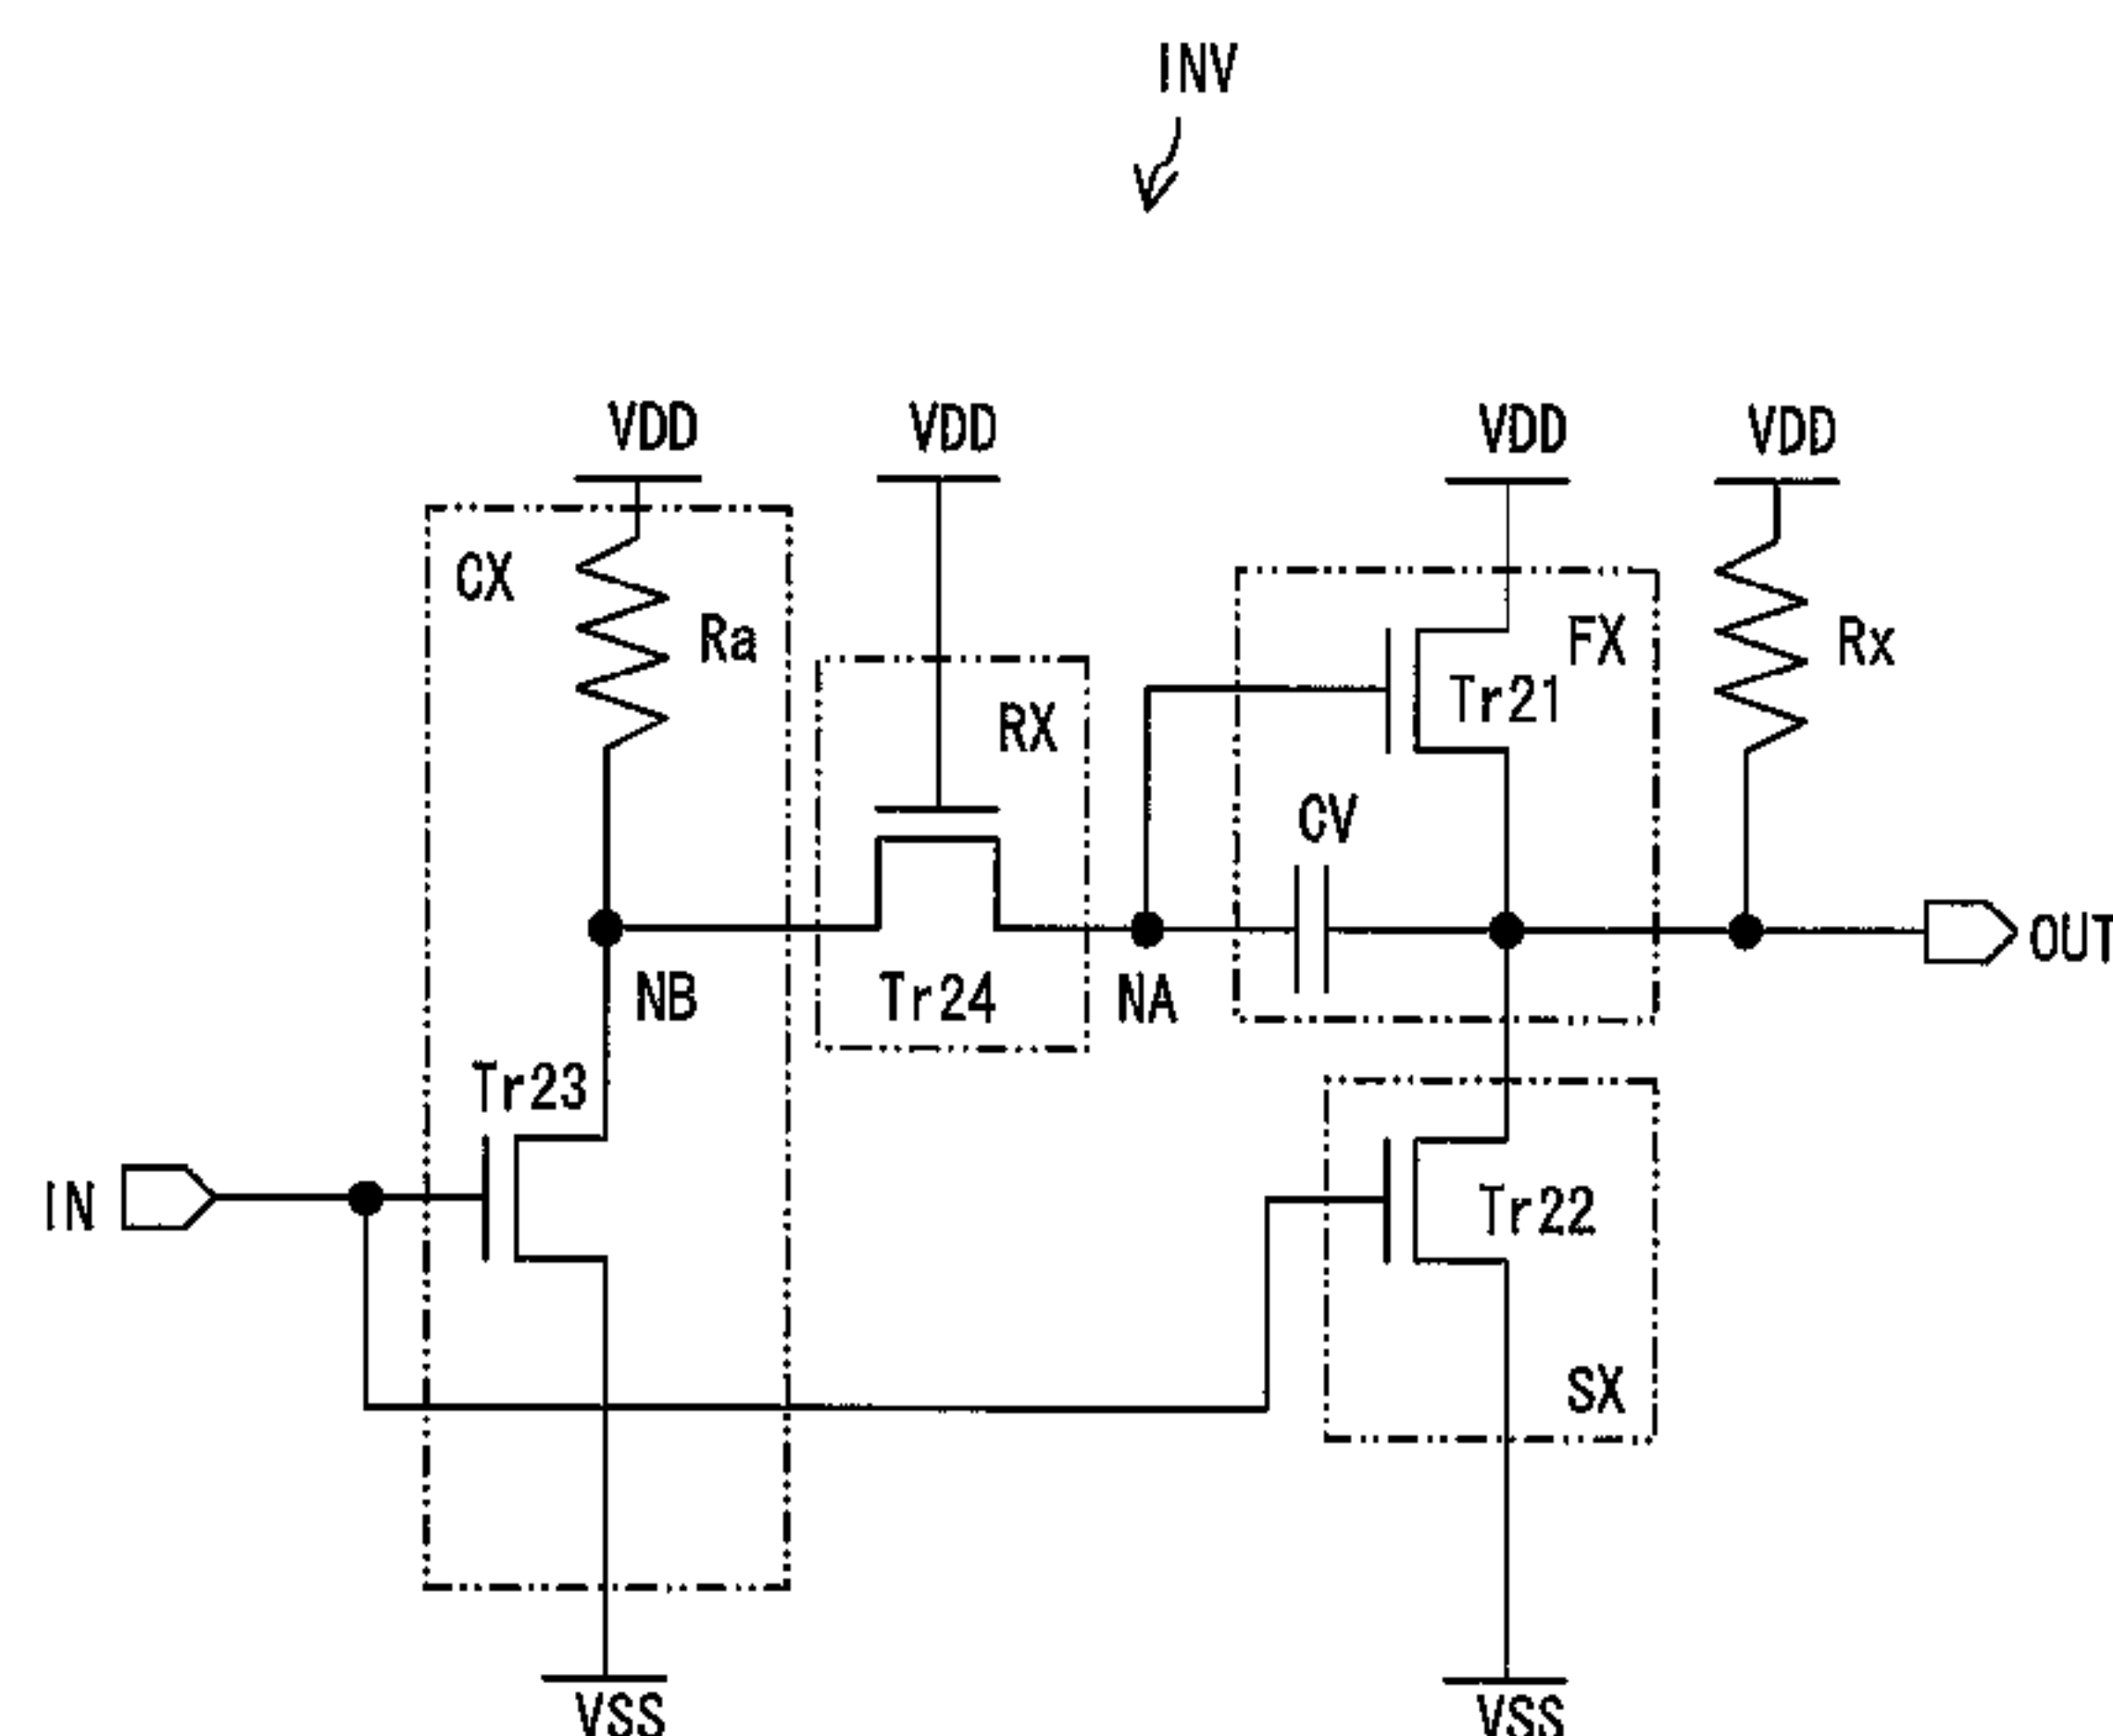 INV
VDD
VDD
VDD
VDD
CX
Ra
FX
Rx
RX
Tr21
CV
OUT
NB
Tr24
NA
Tr23
IN
Tr22
SX
VSS
VSS